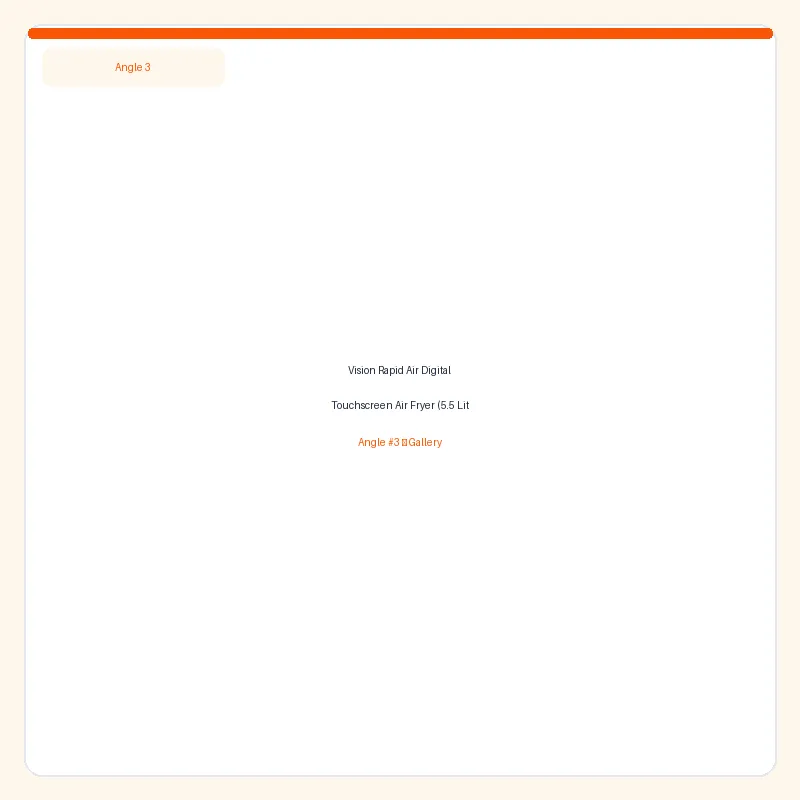 Angle 3
Vision Rapid Air Digital
Touchscreen Air Fryer (5.5 Lit
Angle #3 Gallery